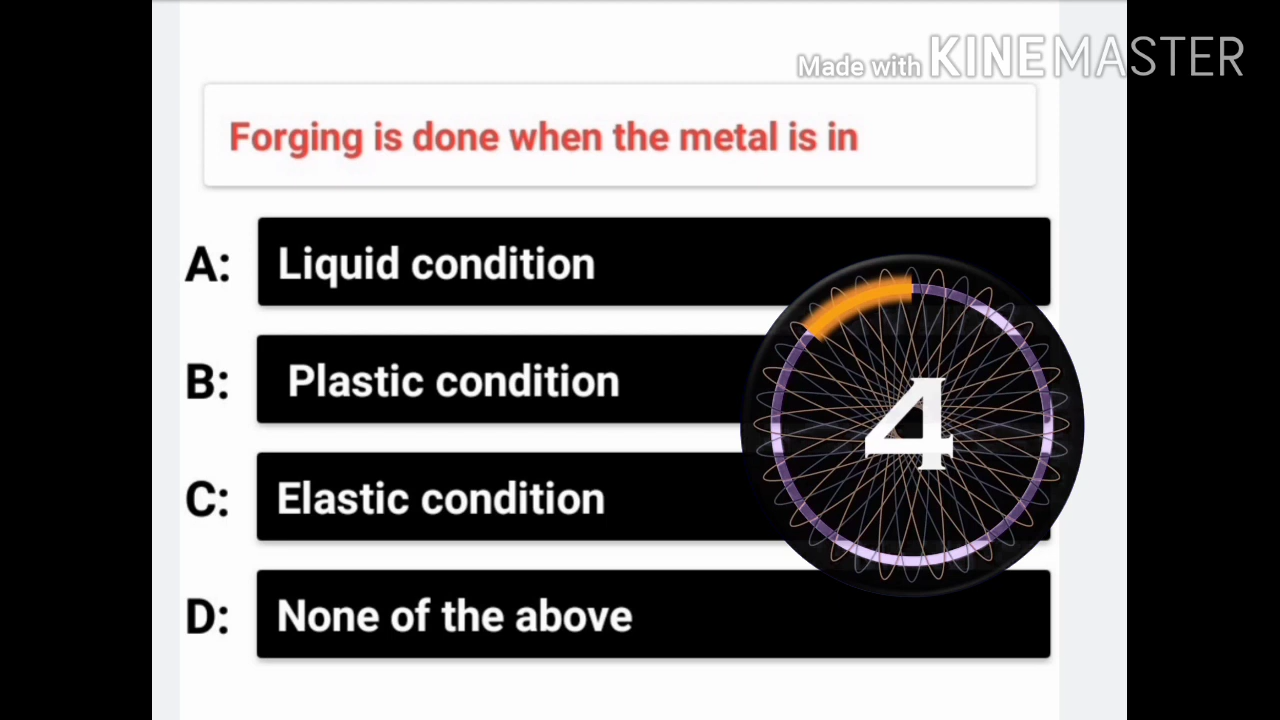 Made with KINEMASTER
Forging is done when the metal is in
A: Liquid condition
B: Plastic condition
4
C: Elastic condition
D: None of the above